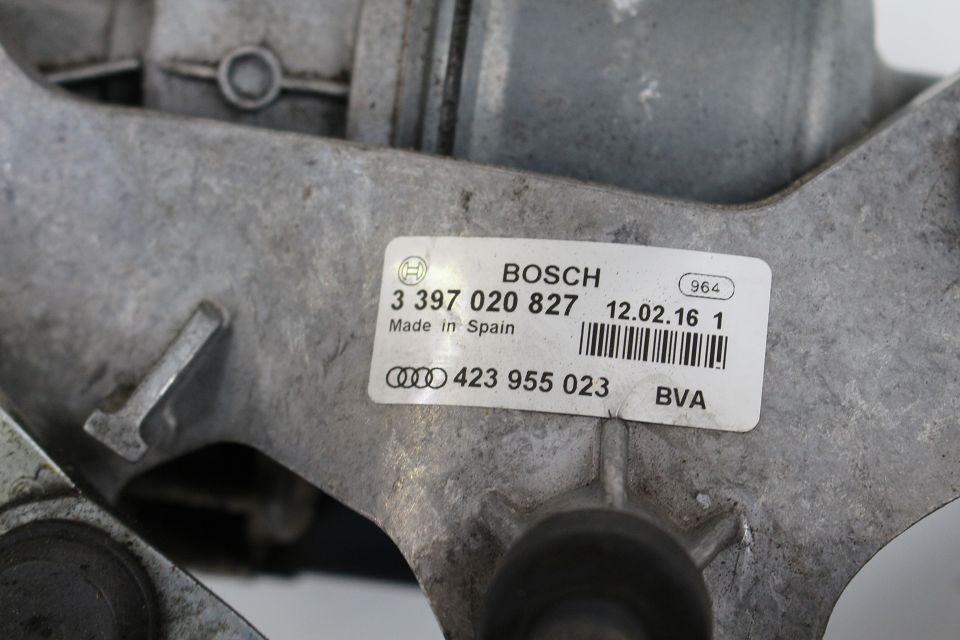 BOSCH 964
3 397 020 827 12.02.16 1
Made in Spain
423 955 023 BVA